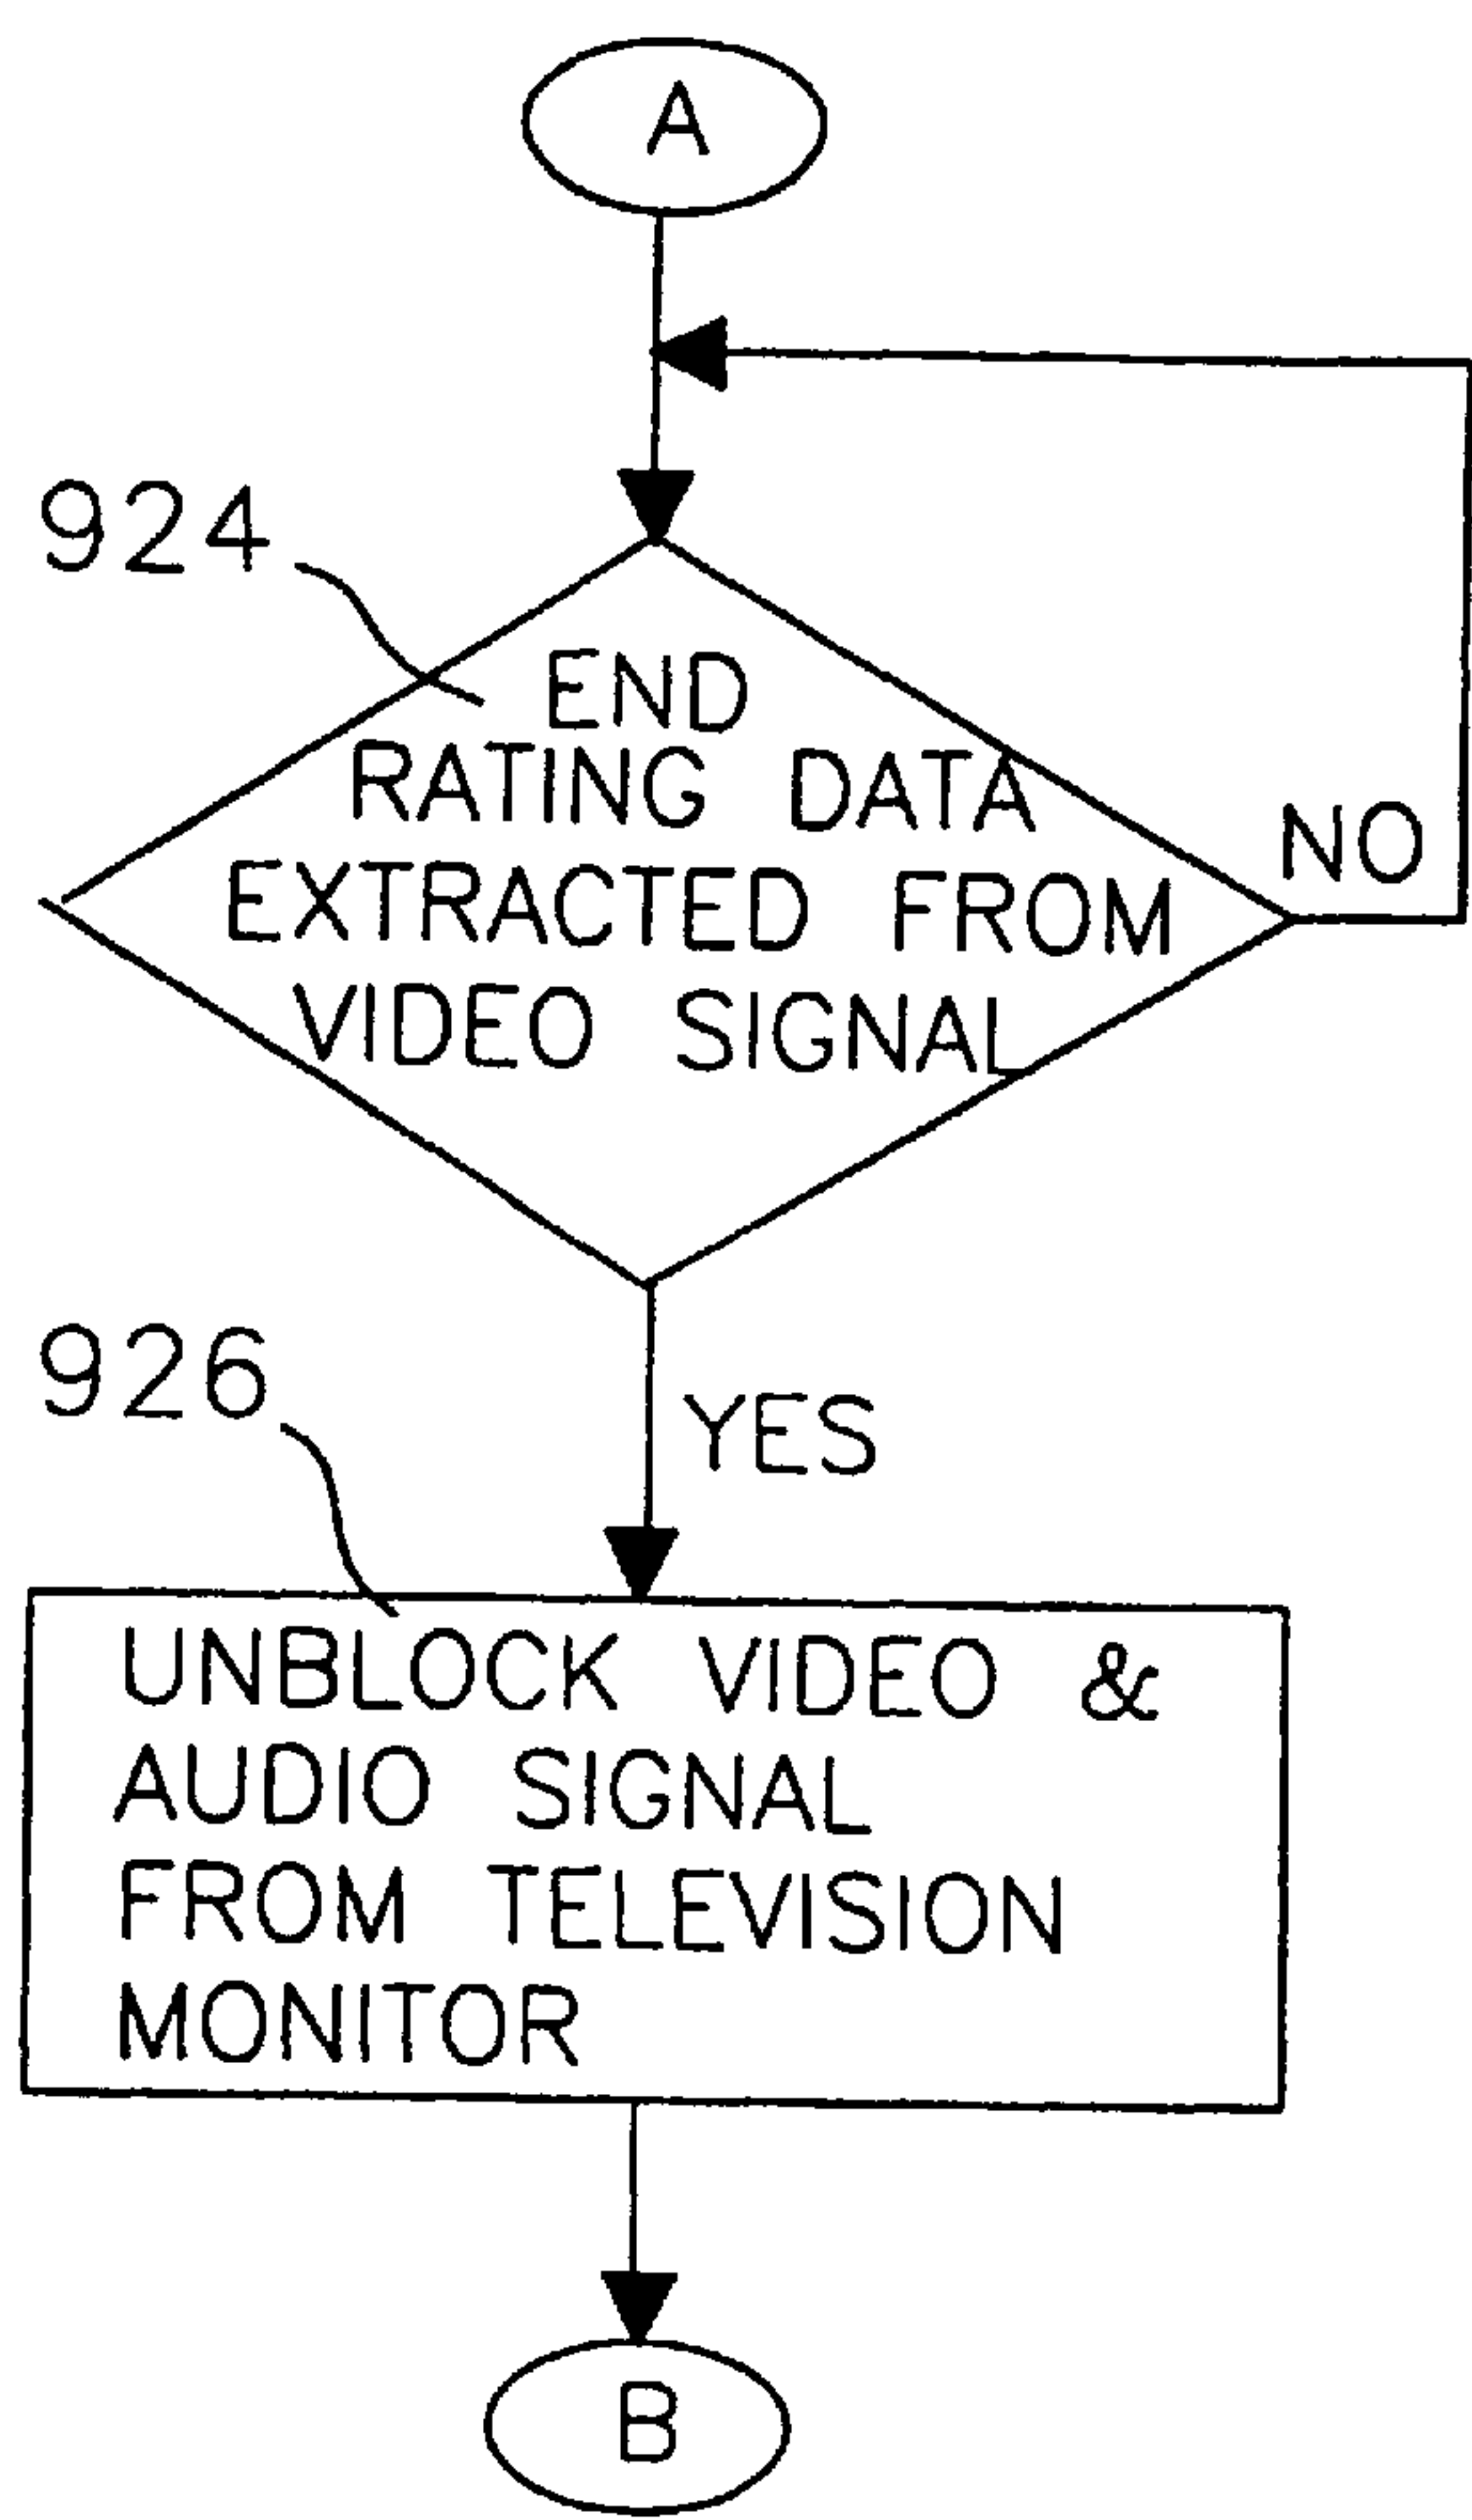 A
924
END
RATING DATA
EXTRACTED FROM
VIDEO SIGNAL
NO
926
YES
UNBLOCK VIDEO &
AUDIO SIGNAL
FROM TELEVISION
MONITOR
B